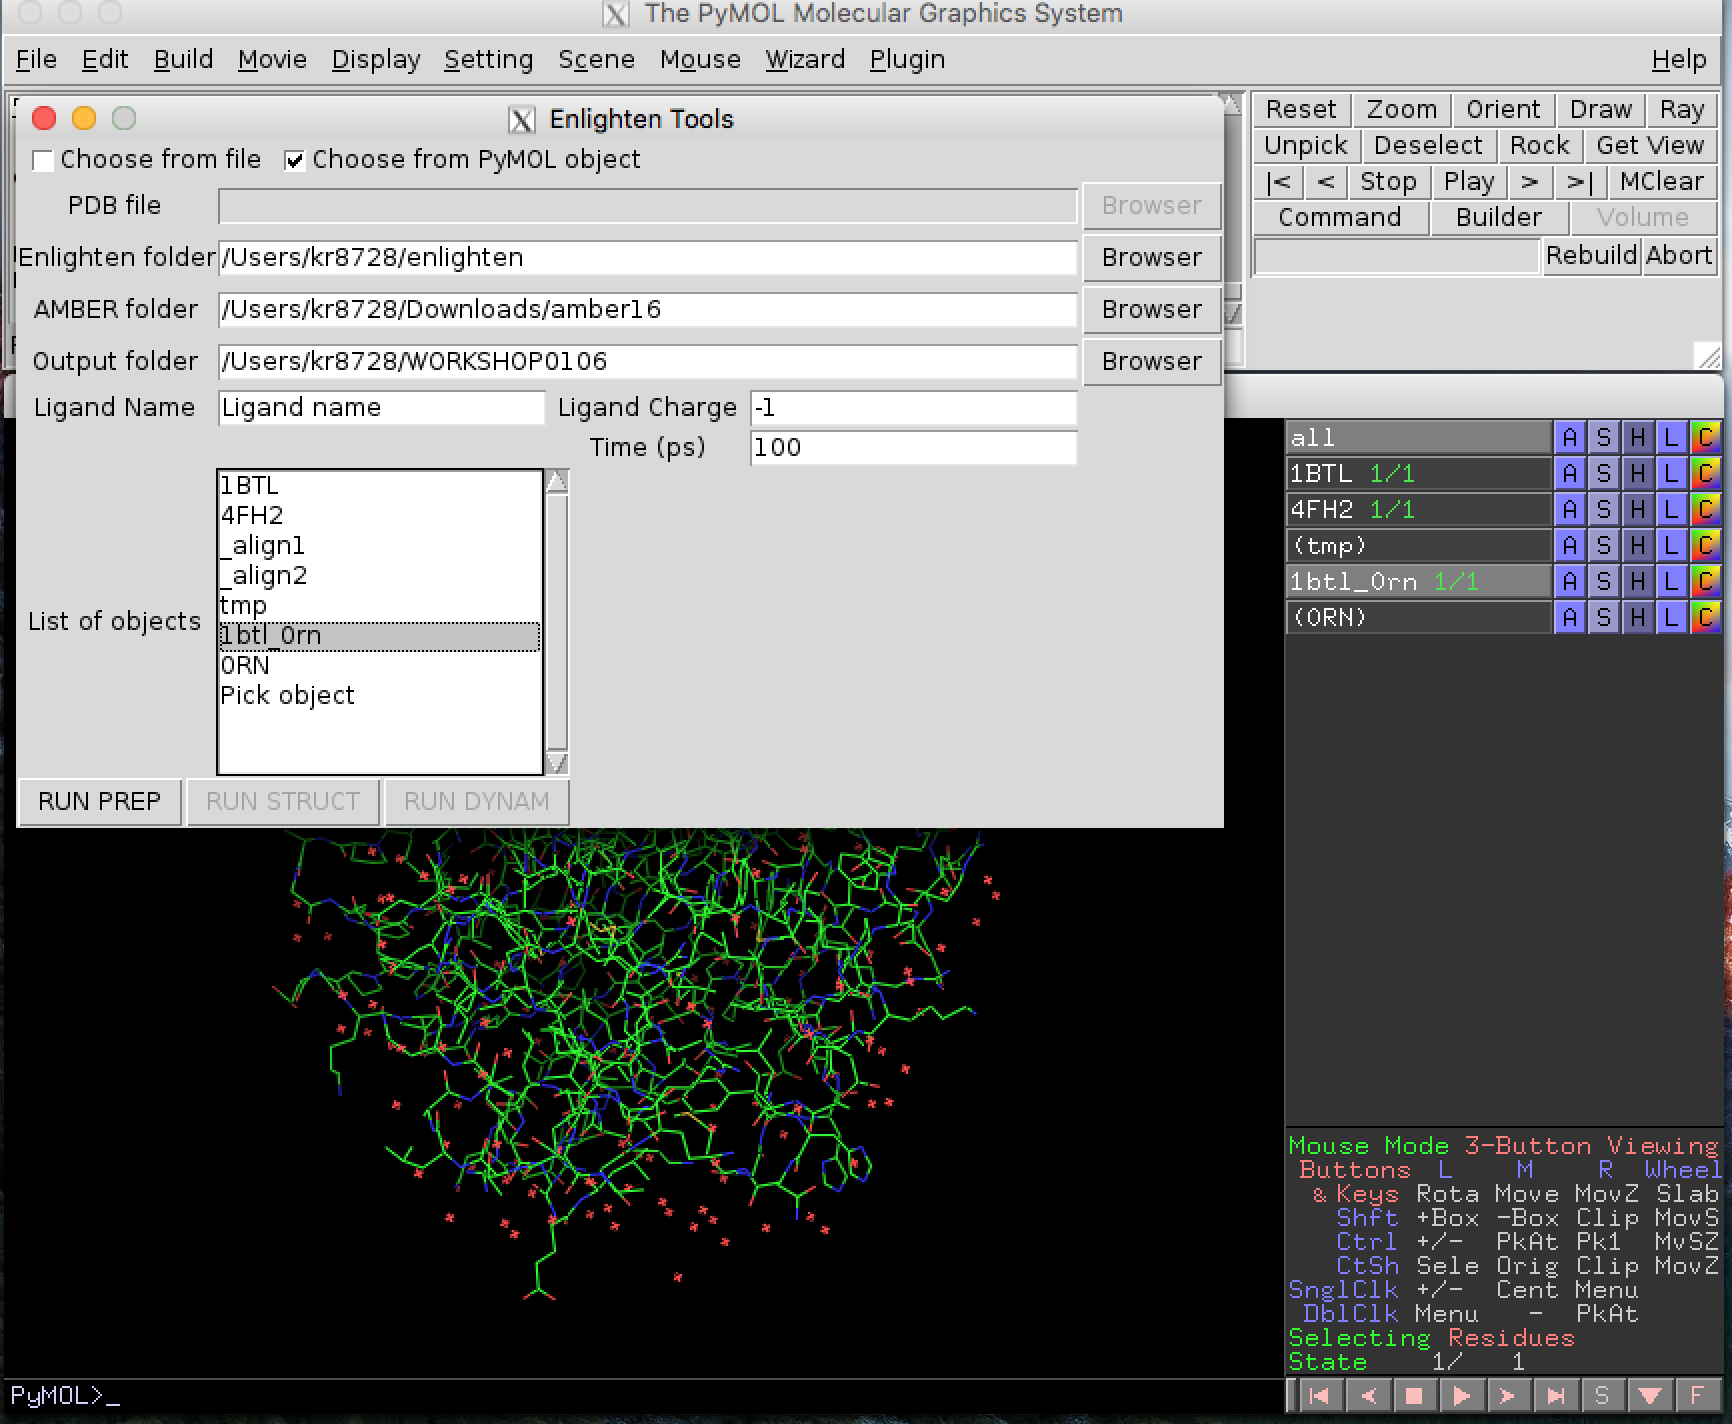 The PyMOL Molecular Graphics System
File Edit Build Movie Display Setting Scene Mouse Wizard Plugin Help
Enlighten Tools
Choose from file Choose from PyMOL object
PDB file Browser
Enlighten folder /Users/kr8728/enlighten Browser
AMBER folder /Users/kr8728/Downloads/amber16 Browser
Output folder /Users/kr8728/WORKSHOP0106 Browser
Ligand Name Ligand name Ligand Charge -1
Time (ps) 100
List of objects
1BTL
4FH2
_align1
_align2
tmp
1btl_0rn
0RN
Pick object
RUN PREP RUN STRUCT RUN DYNAM
Reset Zoom Orient Draw Ray
Unpick Deselect Rock Get View
|< < Stop Play > >| MClear
Command Builder Volume
Rebuild Abort
all A S H L C
1BTL 1/1 A S H L C
4FH2 1/1 A S H L C
(tmp) A S H L C
1btl_0rn 1/1 A S H L C
(0RN) A S H L C
Mouse Mode 3-Button Viewing
Buttons L M R Wheel
& Keys Rota Move MovZ Slab
Shft +Box -Box Clip MovS
Ctrl +/- PkAt Pk1 MvSZ
CtSh Sele Orig Clip MovZ
SnglClk +/- Cent Menu
DblClk Menu - PkAt
Selecting Residues
State 1/ 1
PyMOL>_
S F